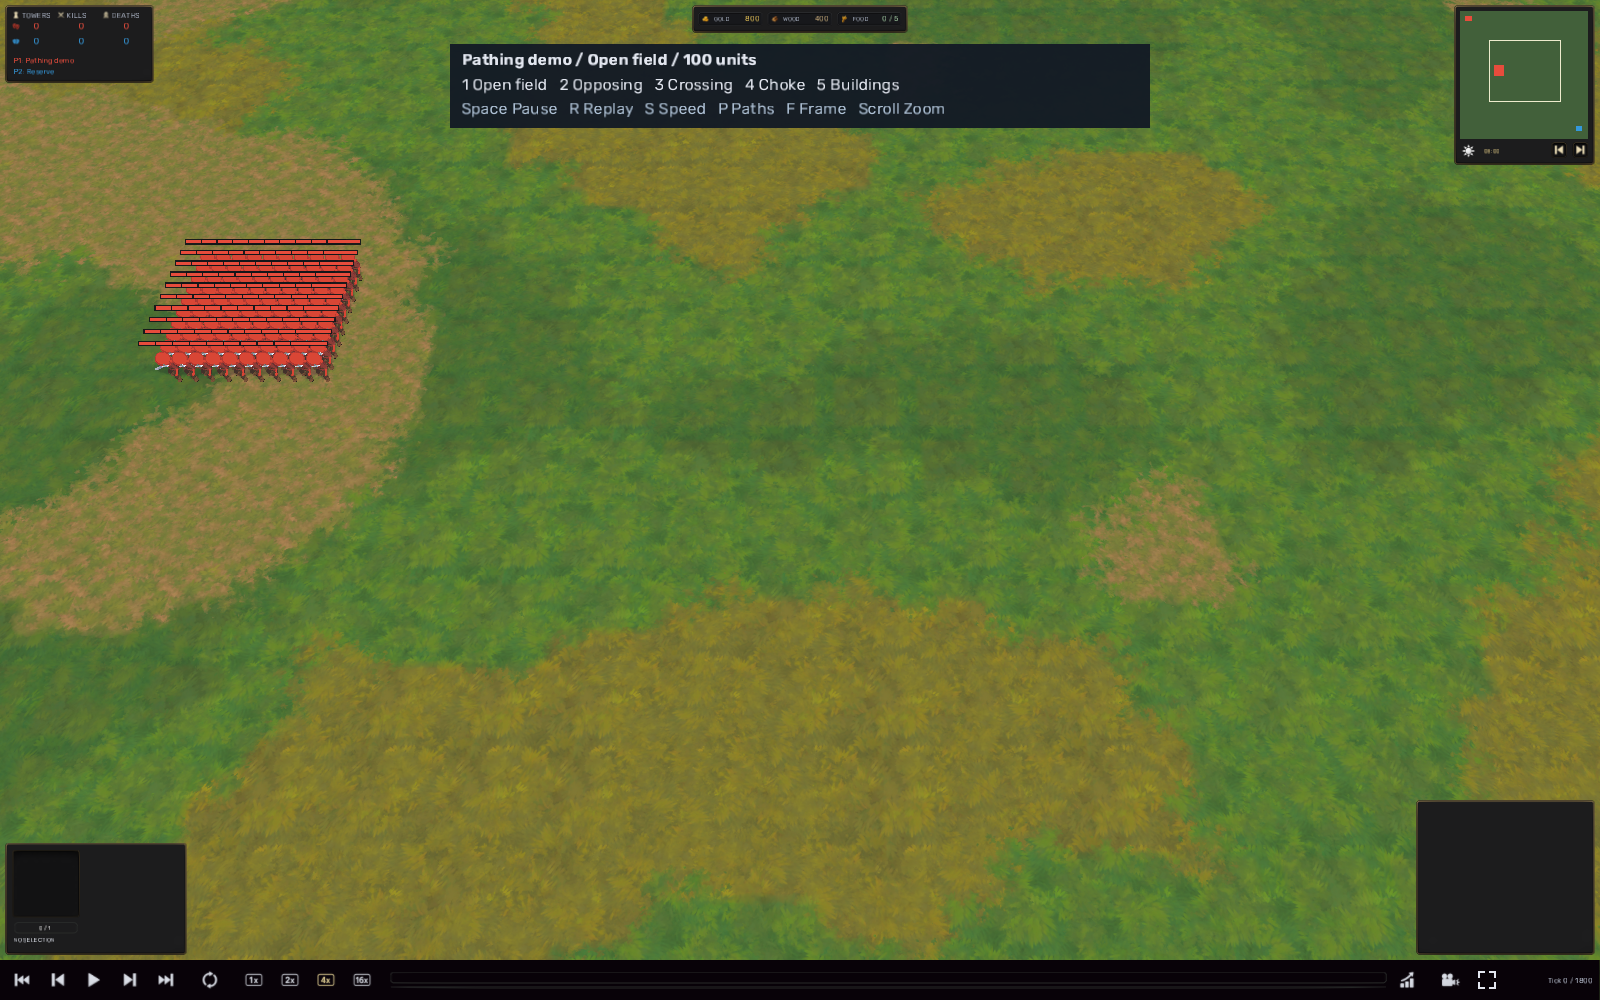 TOWERS KILLS DEATHS
0 0 0
0 0 0
P1: Pathing demo
P2: Reserve
GOLD 800 WOOD 400 FOOD 0 / 5
Pathing demo / Open field / 100 units
1 Open field 2 Opposing 3 Crossing 4 Choke 5 Buildings
Space Pause R Replay S Speed P Paths F Frame Scroll Zoom
NO SELECTION
1x 2x 4x 16x
Tick 0 / 1800